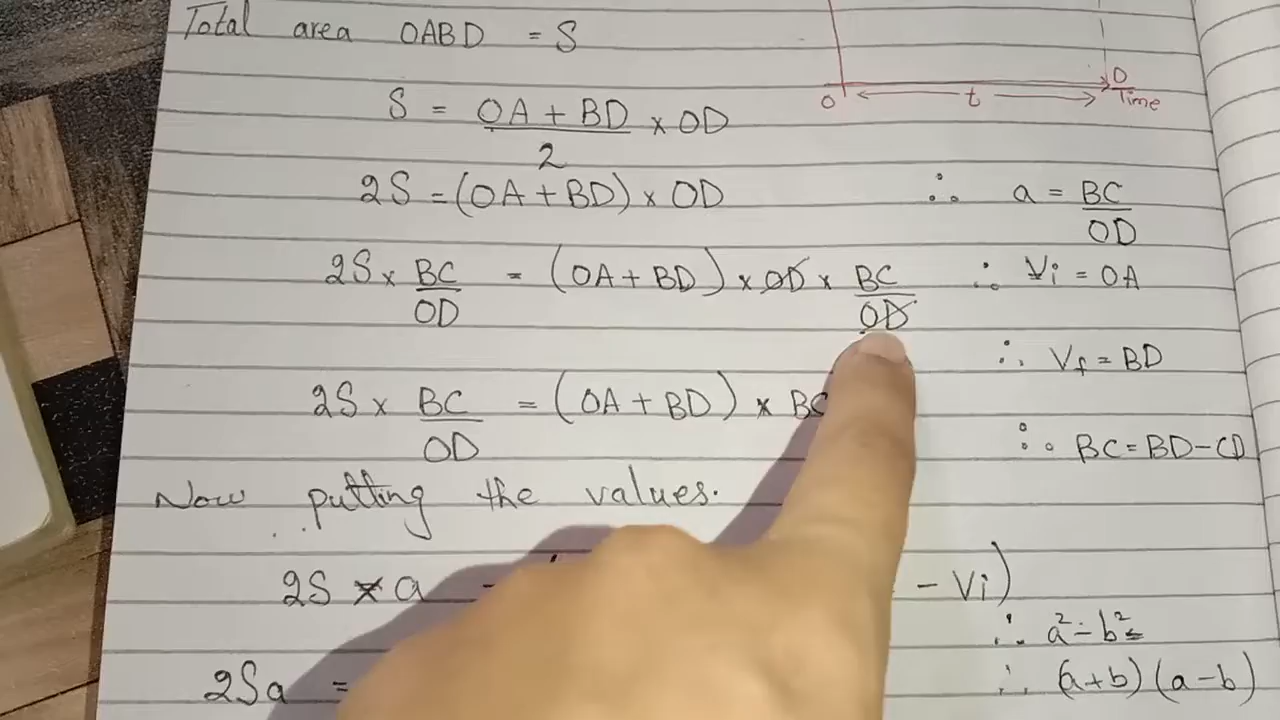 Total area OABD = S
D
O ← t → Time
S = OA + BD × OD
2
2S = (OA + BD) × OD ∴ a = BC
OD
2S × BC = (OA + BD) × OD × BC ∴ Vi = OA
OD OD
∴ Vf = BD
2S × BC = (OA + BD) × BC
OD
∴ BC = BD - CD
Now putting the values.
2S × a - Vi)
∴ a² - b² =
2Sa = ∴ (a+b) (a-b)